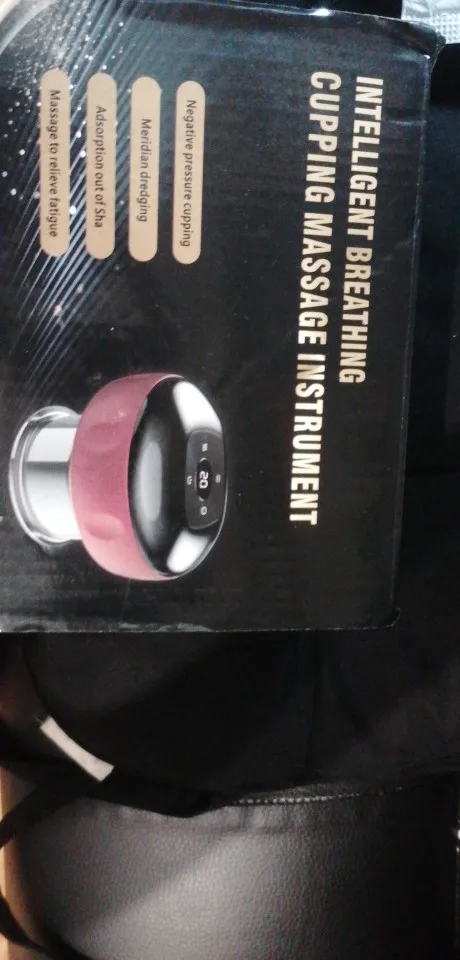 INTELLIGENT BREATHING
CUPPING MASSAGE INSTRUMENT
Negative pressure cupping
Meridian dredging
Adsorption out of Sha
Massage to relieve fatigue
20